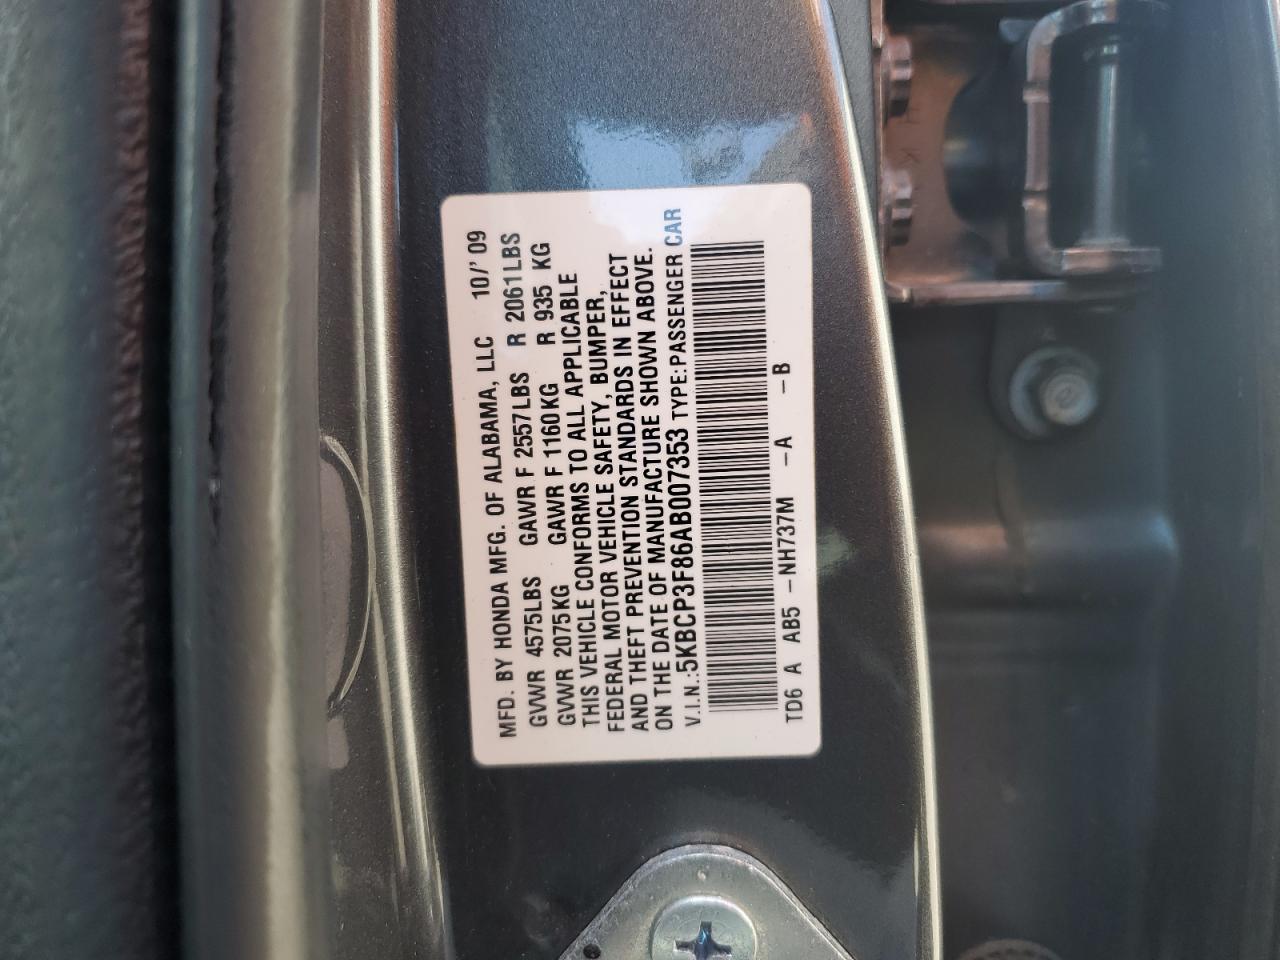 MFD. BY HONDA MFG. OF ALABAMA, LLC 10/'09
GVWR 4575LBS GAWR F 2557LBS R 2061LBS
GVWR 2075KG GAWR F 1160KG R 935 KG
THIS VEHICLE CONFORMS TO ALL APPLICABLE
FEDERAL MOTOR VEHICLE SAFETY, BUMPER,
AND THEFT PREVENTION STANDARDS IN EFFECT
ON THE DATE OF MANUFACTURE SHOWN ABOVE.
V.I.N.:5KBCP3F86AB007353 TYPE:PASSENGER CAR
TD6 A AB5 -NH737M -A -B